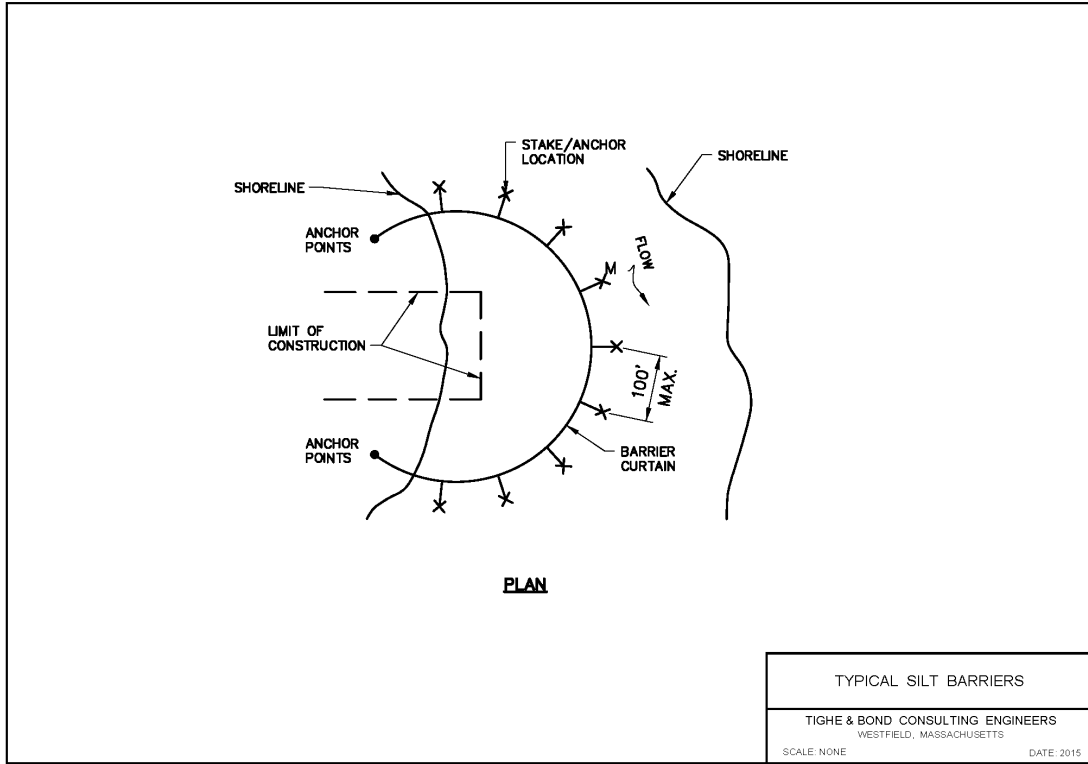 STAKE/ANCHOR
LOCATION
SHORELINE
SHORELINE
ANCHOR
POINTS
M
FLOW
LIMIT OF
CONSTRUCTION
100'
MAX.
ANCHOR
POINTS
BARRIER
CURTAIN
PLAN
TYPICAL SILT BARRIERS
TIGHE & BOND CONSULTING ENGINEERS
WESTFIELD, MASSACHUSETTS
SCALE: NONE
DATE: 2015